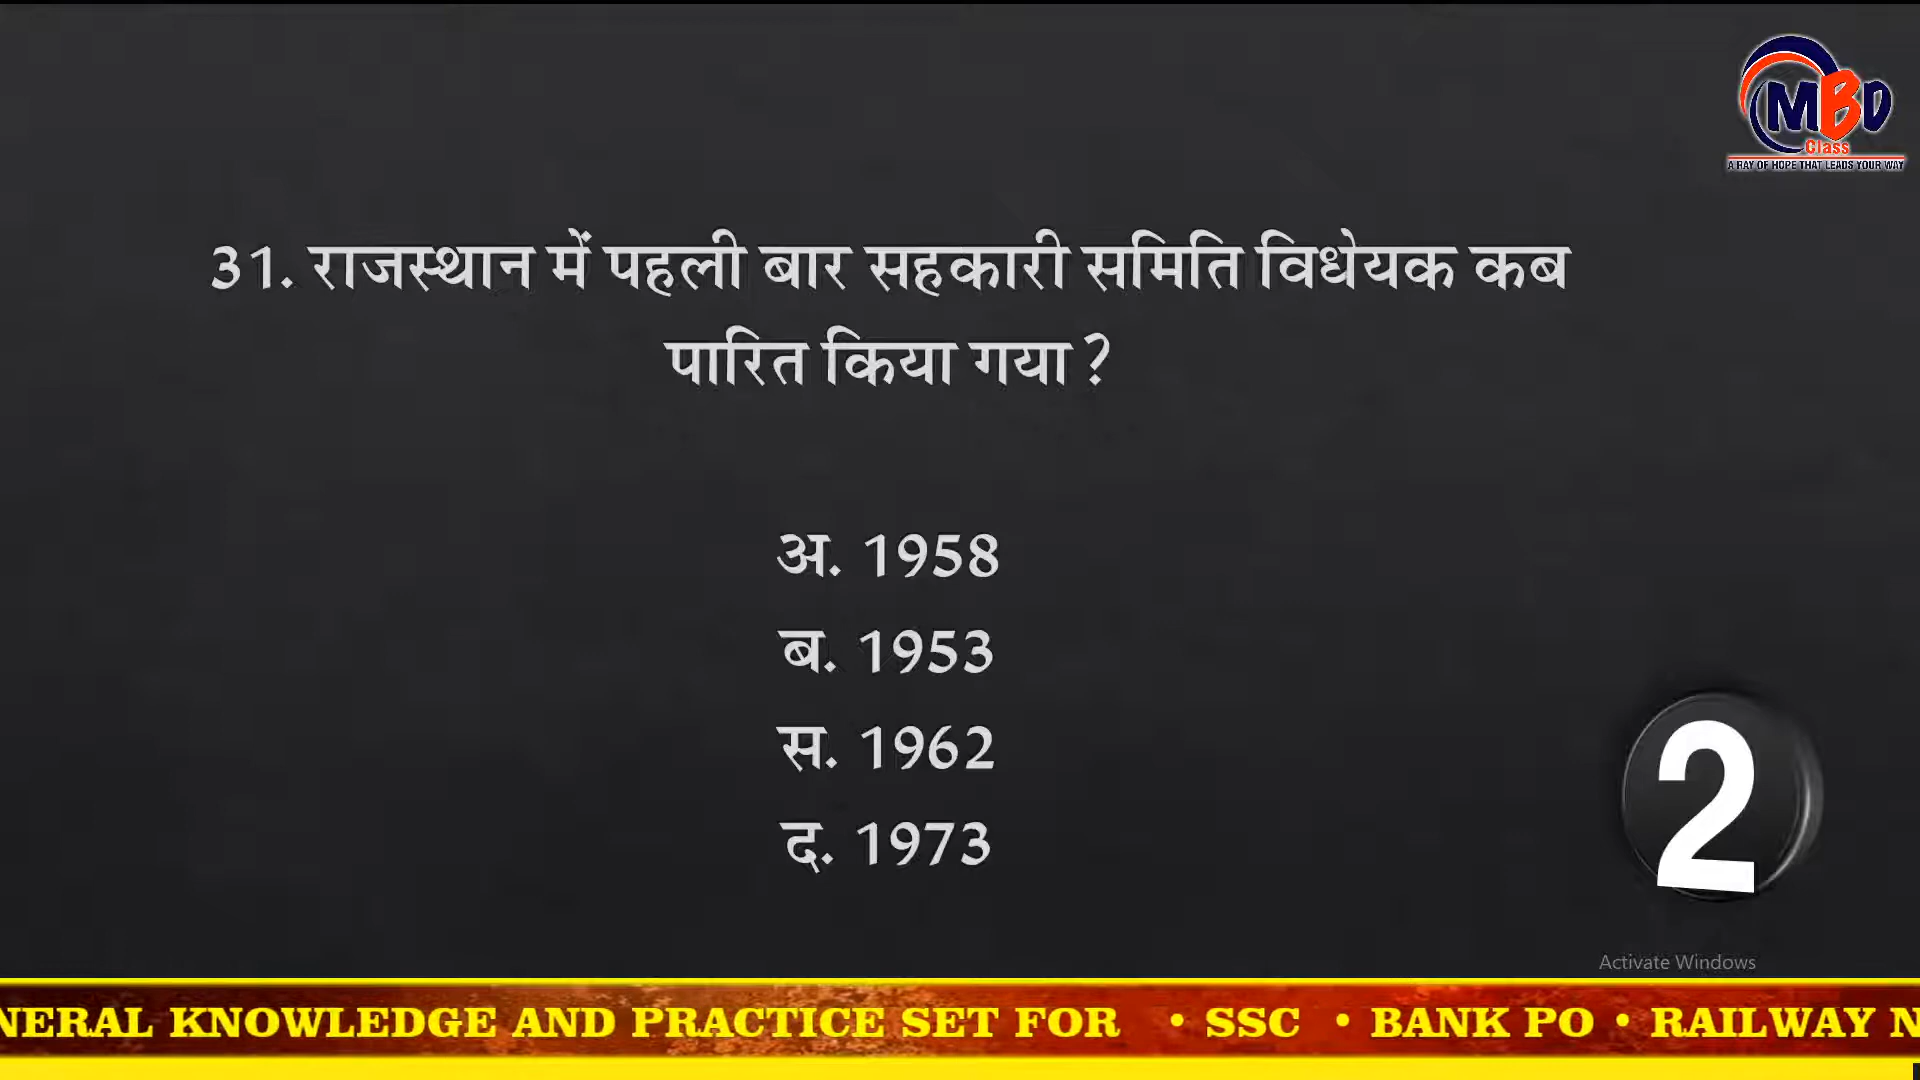 MBD
Class
A RAY OF HOPE THAT LEADS YOUR WAY
31. राजस्थान में पहली बार सहकारी समिति विधेयक कब
पारित किया गया ?
अ. 1958
ब. 1953
स. 1962
द. 1973
2
Activate Windows
NERAL KNOWLEDGE AND PRACTICE SET FOR • SSC • BANK PO • RAILWAY N